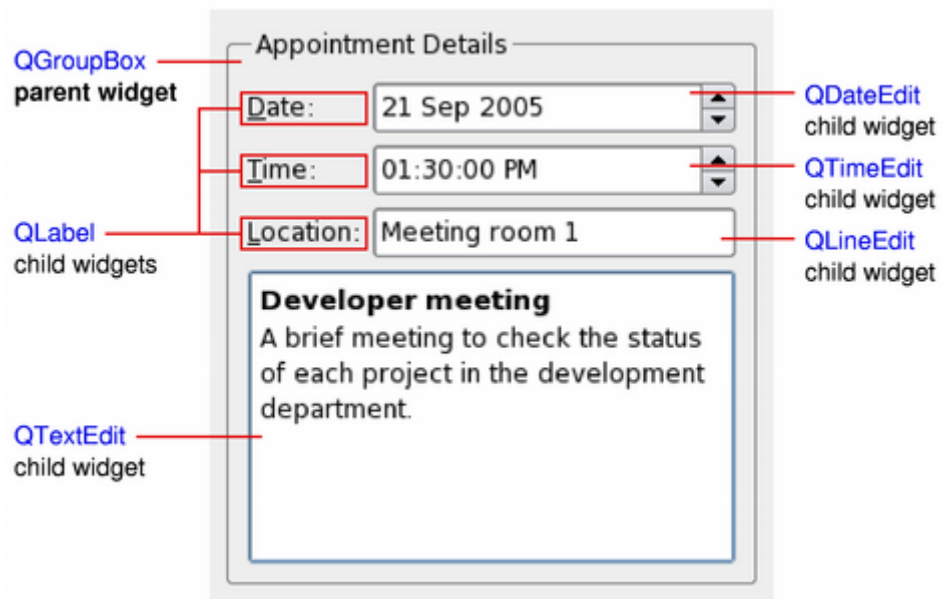 Appointment Details
QGroupBox
parent widget
Date:
21 Sep 2005
QDateEdit
child widget
Time:
01:30:00 PM
QTimeEdit
child widget
QLabel
child widgets
Location:
Meeting room 1
QLineEdit
child widget
Developer meeting
A brief meeting to check the status
of each project in the development
department.
QTextEdit
child widget